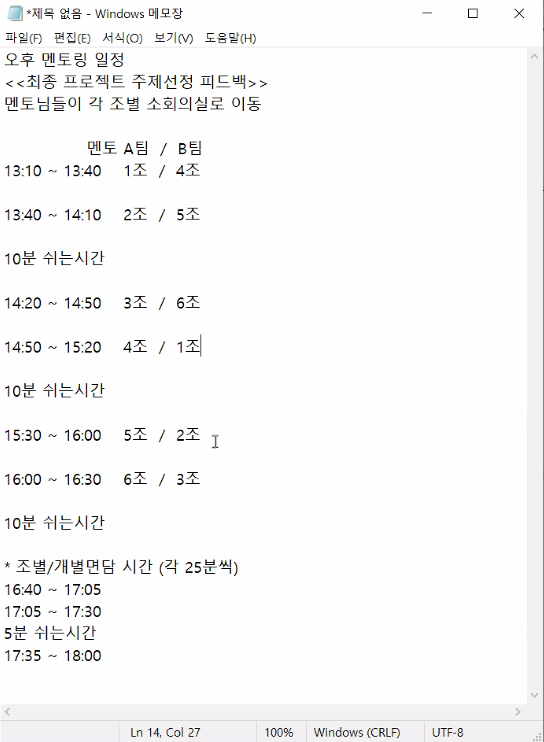 *제목 없음 - Windows 메모장
파일(F) 편집(E) 서식(O) 보기(V) 도움말(H)
오후 멘토링 일정
<<최종 프로젝트 주제선정 피드백>>
멘토님들이 각 조별 소회의실로 이동
멘토 A팀 / B팀
13:10 ~ 13:40 1조 / 4조
13:40 ~ 14:10 2조 / 5조
10분 쉬는시간
14:20 ~ 14:50 3조 / 6조
14:50 ~ 15:20 4조 / 1조
10분 쉬는시간
15:30 ~ 16:00 5조 / 2조
16:00 ~ 16:30 6조 / 3조
10분 쉬는시간
* 조별/개별면담 시간 (각 25분씩)
16:40 ~ 17:05
17:05 ~ 17:30
5분 쉬는시간
17:35 ~ 18:00
Ln 14, Col 27 100% Windows (CRLF) UTF-8